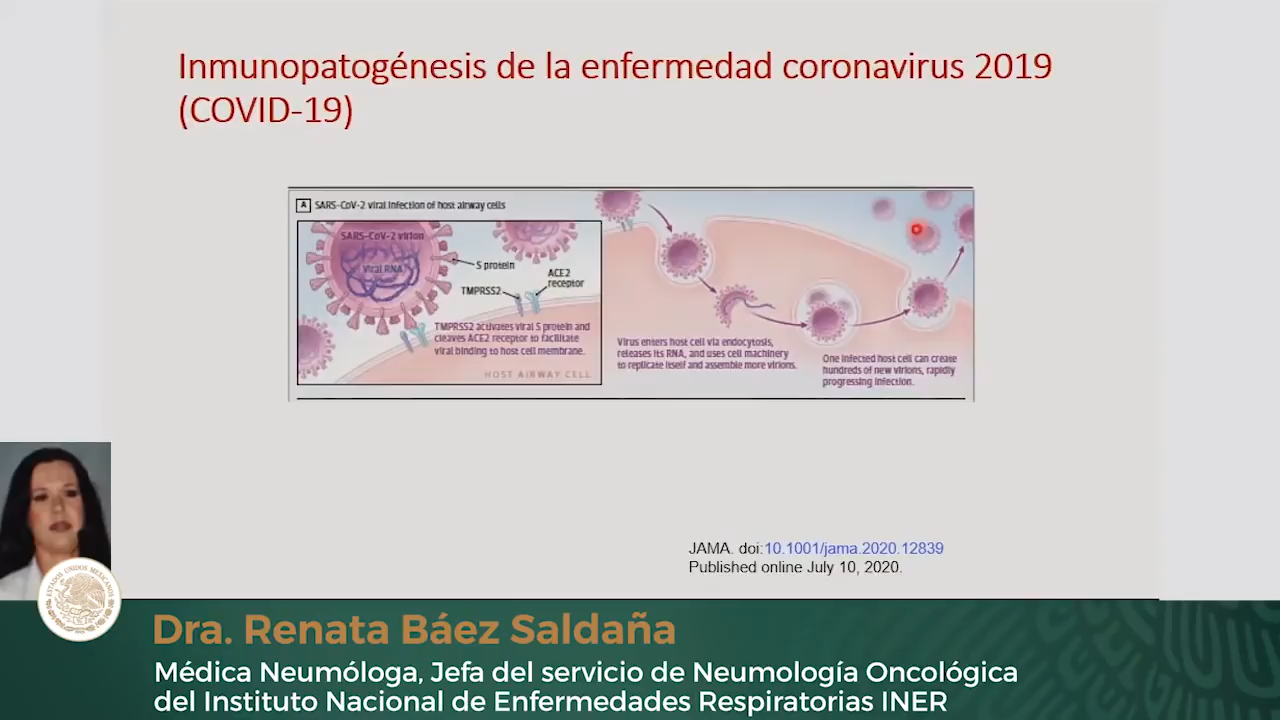 Inmunopatogénesis de la enfermedad coronavirus 2019
(COVID-19)
A SARS-CoV-2 viral infection of host airway cells
SARS-CoV-2 virion
Viral RNA
S protein
ACE2
receptor
TMPRSS2
TMPRSS2 activates viral S protein and
cleaves ACE2 receptor to facilitate
viral binding to host cell membrane.
HOST AIRWAY CELL
Virus enters host cell via endocytosis,
releases its RNA, and uses cell machinery
to replicate itself and assemble more virions.
One infected host cell can create
hundreds of new virions, rapidly
progressing infection.
JAMA. doi:10.1001/jama.2020.12839
Published online July 10, 2020.
ESTADOS UNIDOS MEXICANOS
Dra. Renata Báez Saldaña
Médica Neumóloga, Jefa del servicio de Neumología Oncológica
del Instituto Nacional de Enfermedades Respiratorias INER